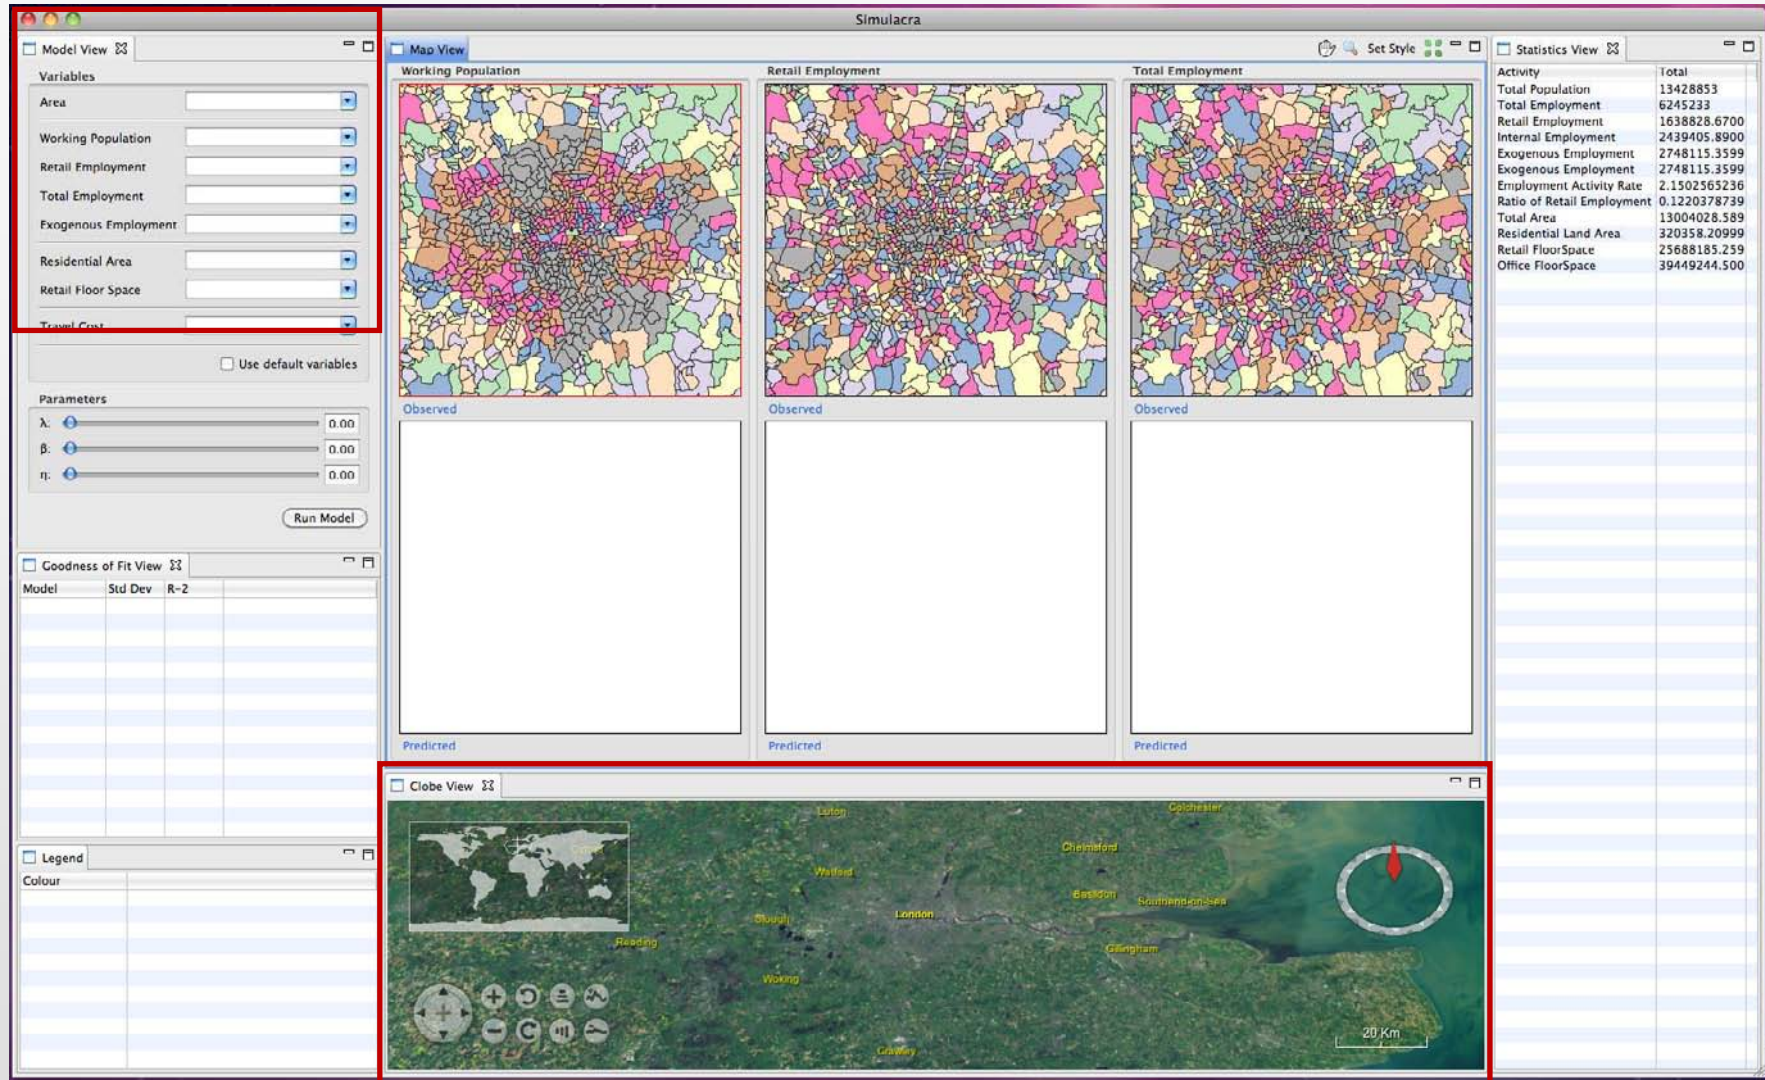 Simulacra
Model View
Variables
Area
Working Population
Retail Employment
Total Employment
Exogenous Employment
Residential Area
Retail Floor Space
Travel Cost
Use default variables
Parameters
λ: 0.00
β: 0.00
η: 0.00
Run Model
Goodness of Fit View
Model Std Dev R-2
Legend
Colour
Map View
Set Style
Working Population Retail Employment Total Employment
Observed Observed Observed
Predicted Predicted Predicted
Globe View
Luton
Colchester
Chelmsford
Watford
Basildon
Southend-on-Sea
Slough
London
Reading
Gillingham
Woking
20 Km
Crawley
Statistics View
Activity Total
Total Population 13428853
Total Employment 6245233
Retail Employment 1638828.6700
Internal Employment 2439405.8900
Exogenous Employment 2748115.3599
Exogenous Employment 2748115.3599
Employment Activity Rate 2.1502565236
Ratio of Retail Employment 0.1220378739
Total Area 13004028.589
Residential Land Area 320358.20999
Retail FloorSpace 25688185.259
Office FloorSpace 39449244.500